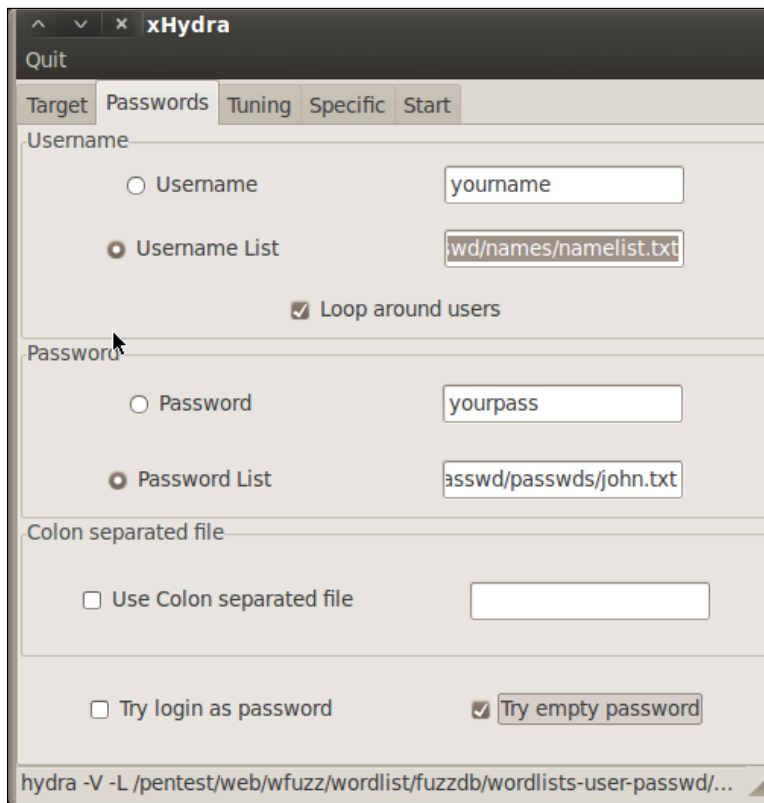 xHydra
Quit
Target Passwords Tuning Specific Start
Username
Username yourname
Username List swd/names/namelist.txt
Loop around users
Password
Password yourpass
Password List asswd/passwds/john.txt
Colon separated file
Use Colon separated file
Try login as password Try empty password
hydra -V -L /pentest/web/wfuzz/wordlist/fuzzdb/wordlists-user-passwd/...